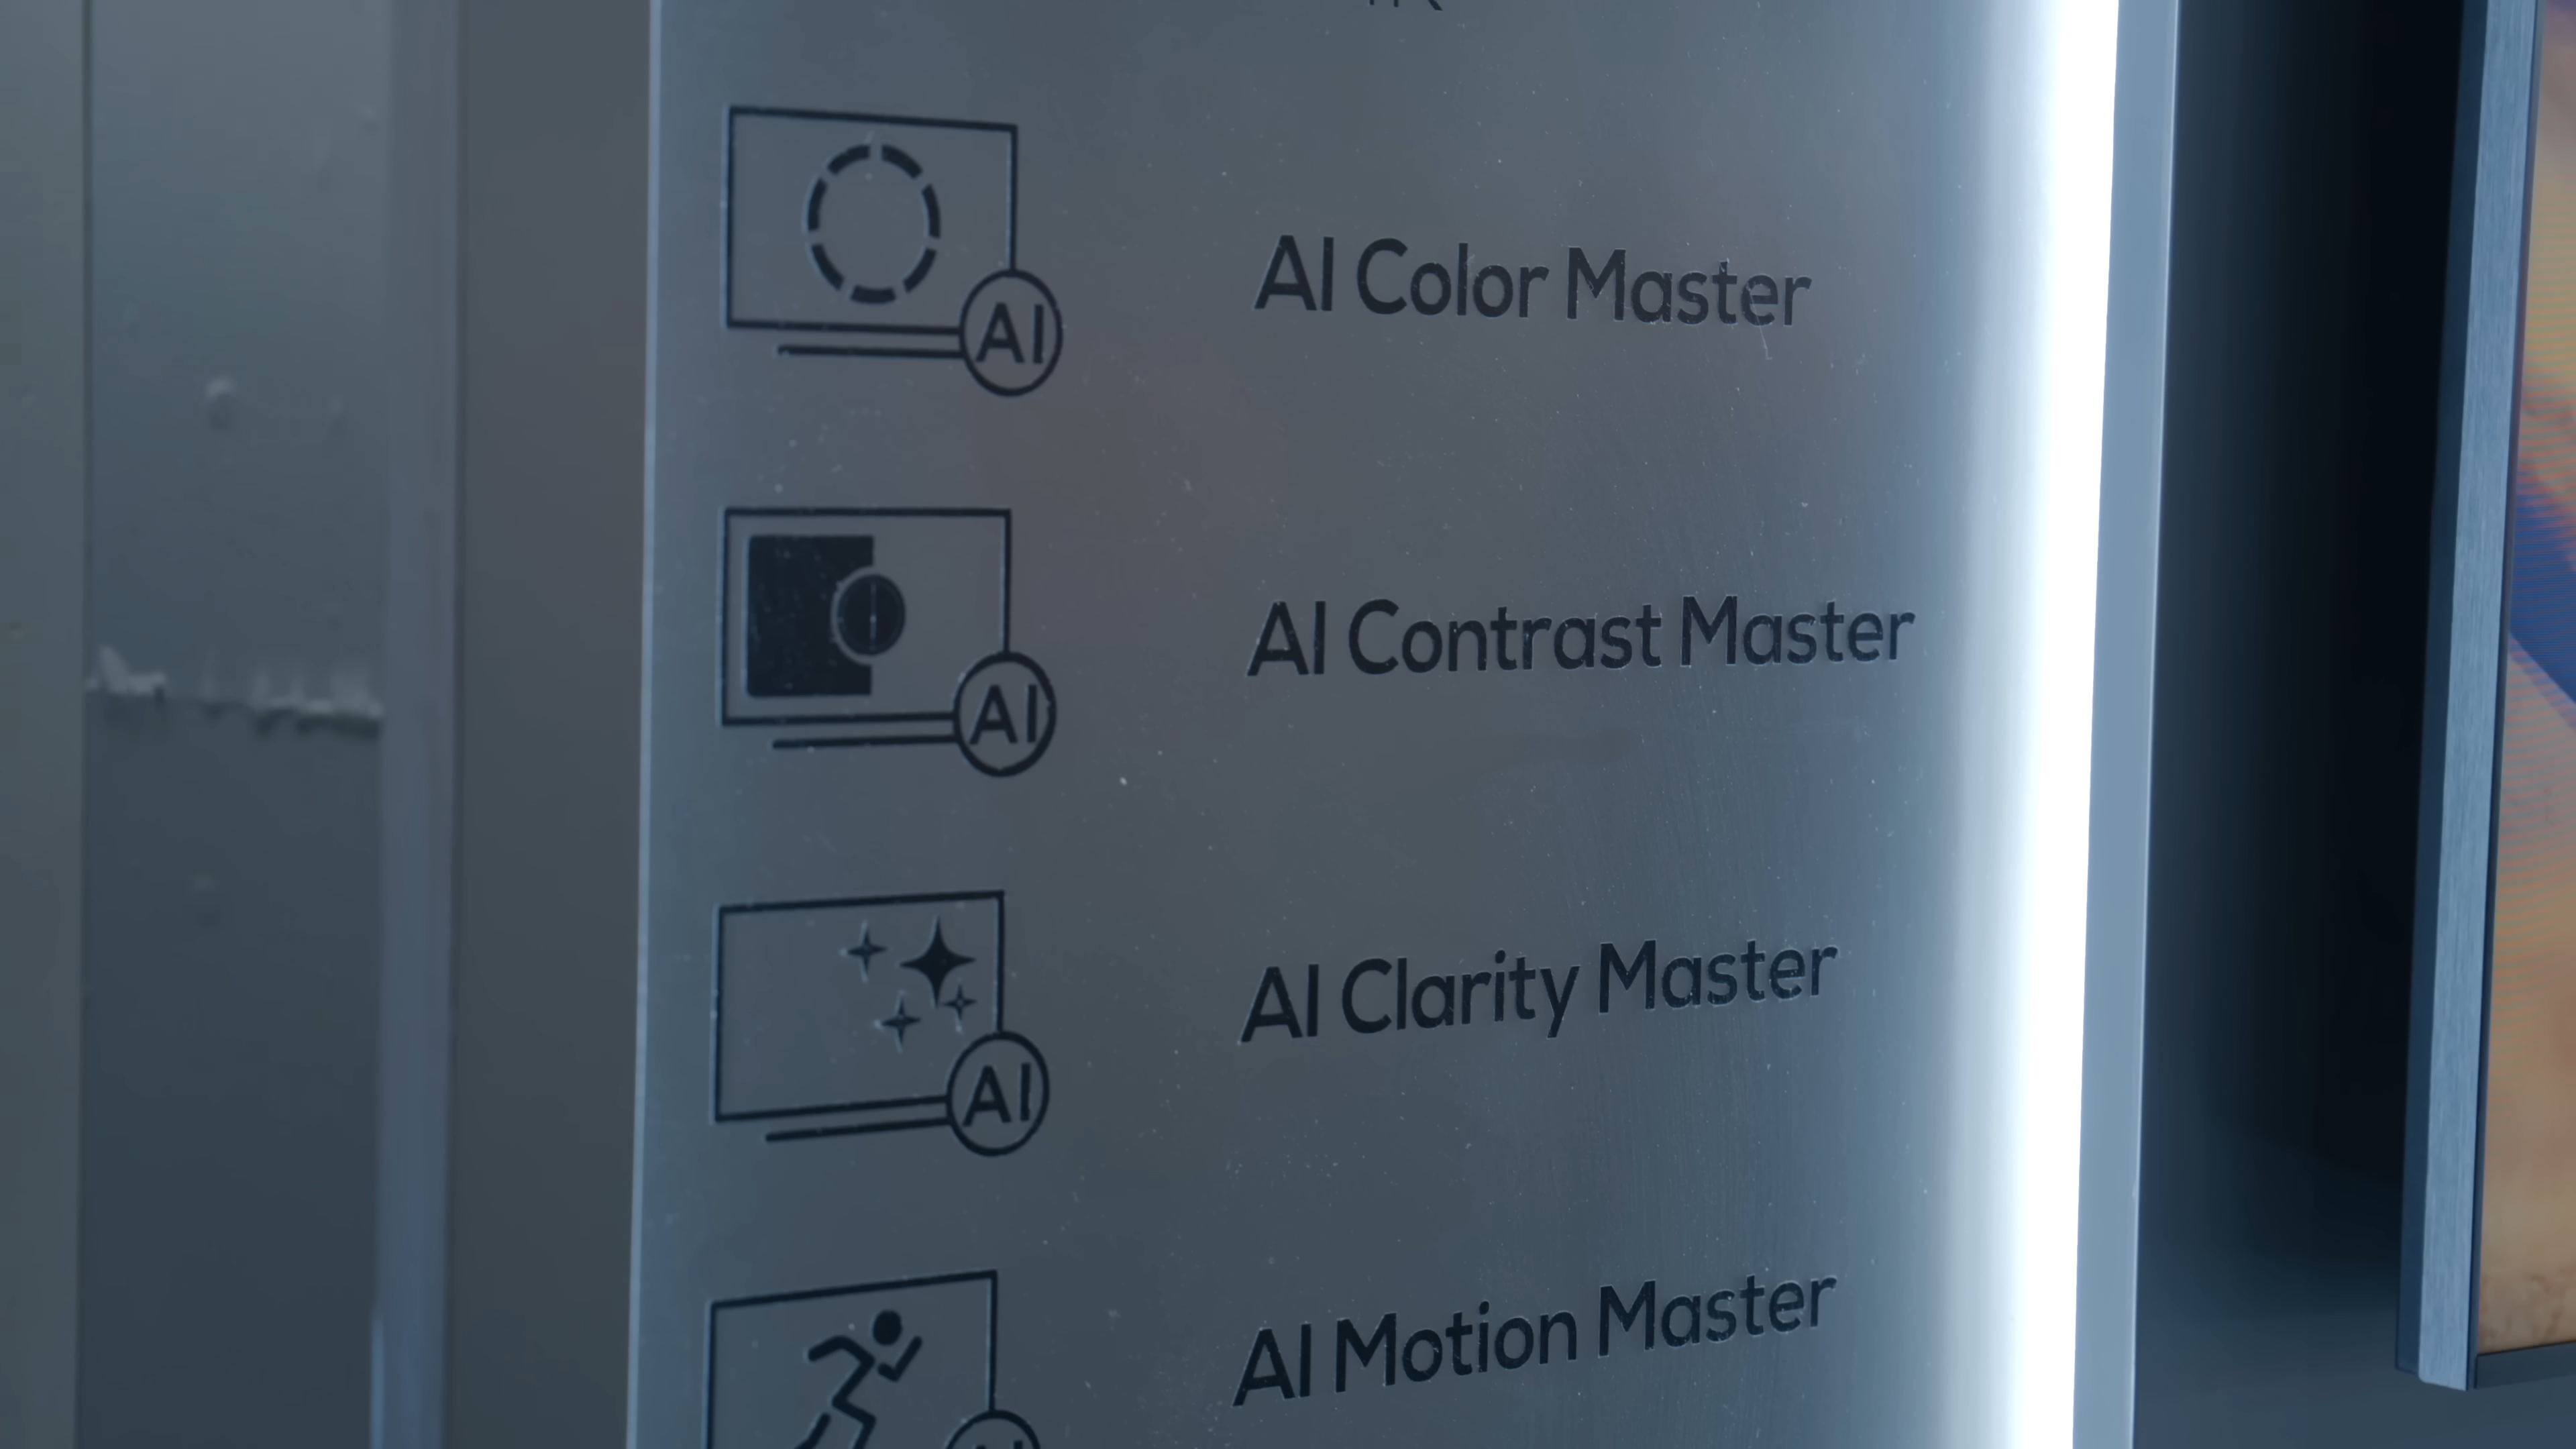 AI
AI Color Master
AI
AI Contrast Master
AI
AI Clarity Master
AI Motion Master